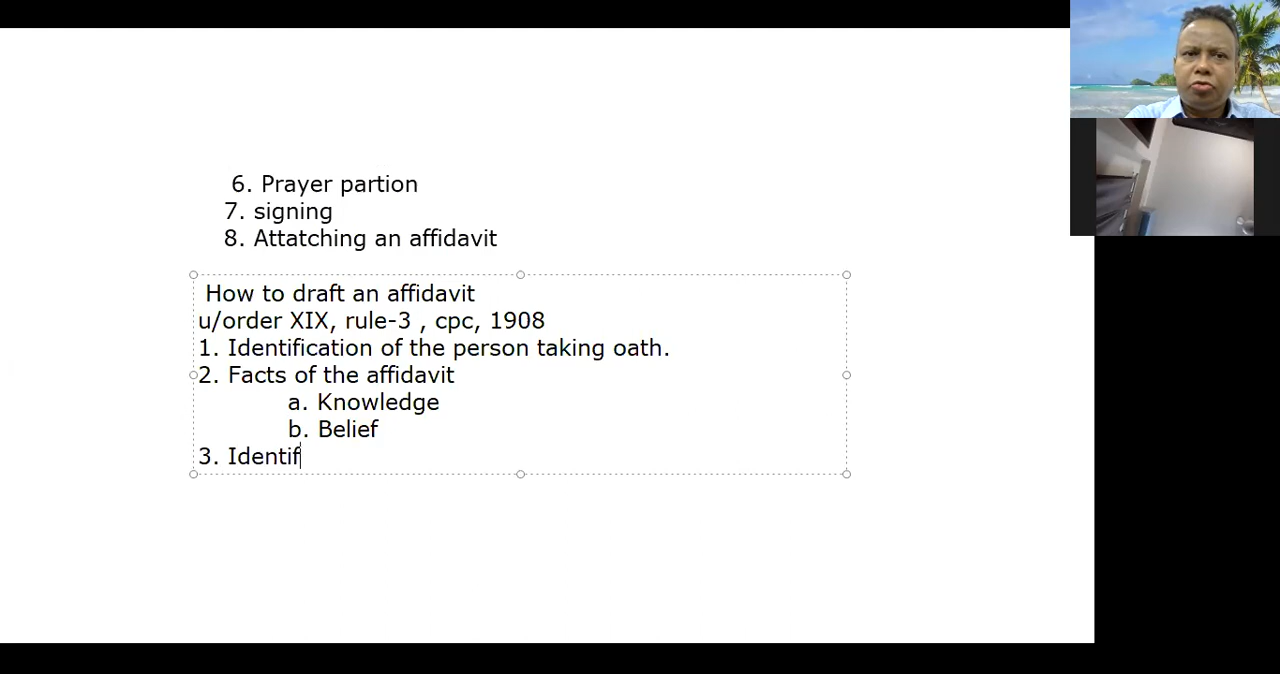 6. Prayer partion
7. signing
8. Attatching an affidavit
How to draft an affidavit
u/order XIX, rule-3 , cpc, 1908
1. Identification of the person taking oath.
2. Facts of the affidavit
a. Knowledge
b. Belief
3. Identif